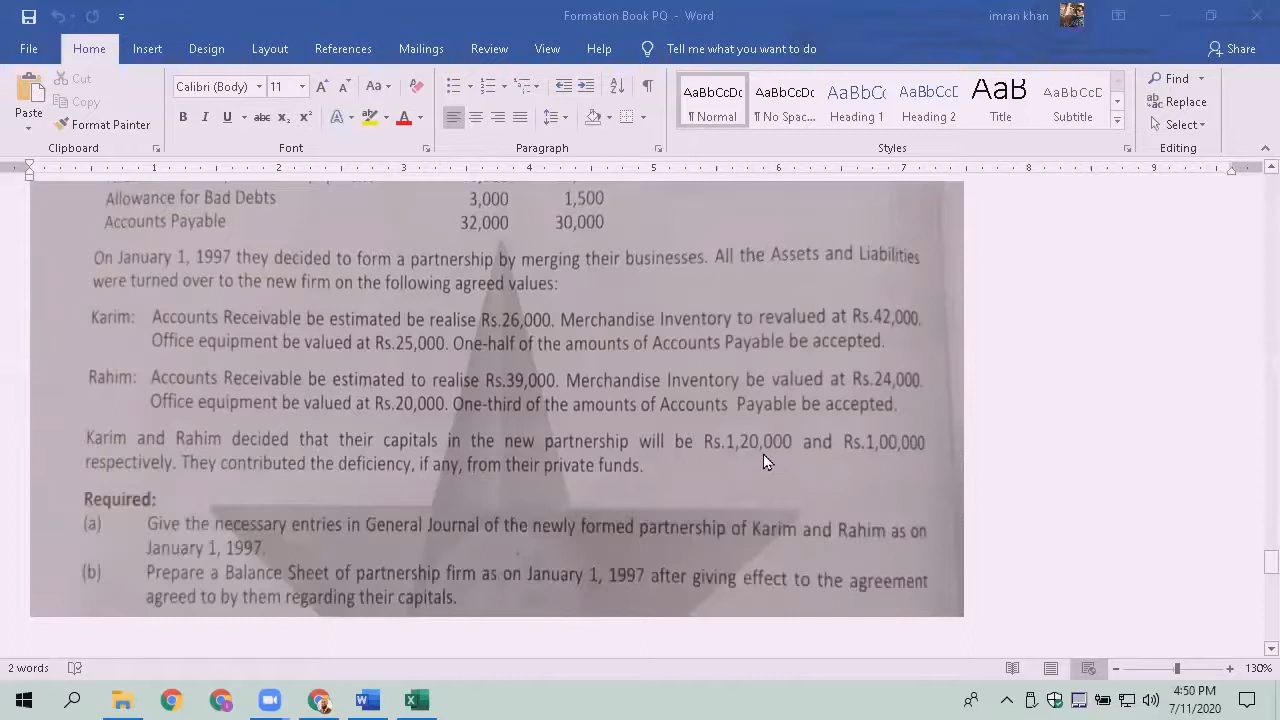 Formation Book PQ - Word
imran khan
File Home Insert Design Layout References Mailings Review View Help Tell me what you want to do Share
Cut
Copy
Format Painter
Paste
Clipboard
Calibri (Body) 11
Font
Paragraph
AaBbCcDc AaBbCcDc AaBbCc AaBbCcD AaB AaBbCcD
¶ Normal ¶ No Spac... Heading 1 Heading 2 Title Subtitle
Styles
Find
Replace
Select
Editing
1 2 3 4 5 6 7 8 9
Allowance for Bad Debts 3,000 1,500
Accounts Payable 32,000 30,000
On January 1, 1997 they decided to form a partnership by merging their businesses. All the Assets and Liabilities
were turned over to the new firm on the following agreed values:
Karim: Accounts Receivable be estimated be realise Rs.26,000. Merchandise Inventory to revalued at Rs.42,000.
Office equipment be valued at Rs.25,000. One-half of the amounts of Accounts Payable be accepted.
Rahim: Accounts Receivable be estimated to realise Rs.39,000. Merchandise Inventory be valued at Rs.24,000.
Office equipment be valued at Rs.20,000. One-third of the amounts of Accounts Payable be accepted.
Karim and Rahim decided that their capitals in the new partnership will be Rs.1,20,000 and Rs.1,00,000
respectively. They contributed the deficiency, if any, from their private funds.
Required:
(a) Give the necessary entries in General Journal of the newly formed partnership of Karim and Rahim as on
January 1, 1997.
(b) Prepare a Balance Sheet of partnership firm as on January 1, 1997 after giving effect to the agreement
agreed to by them regarding their capitals.
2 words
130%
4:50 PM
7/11/2020